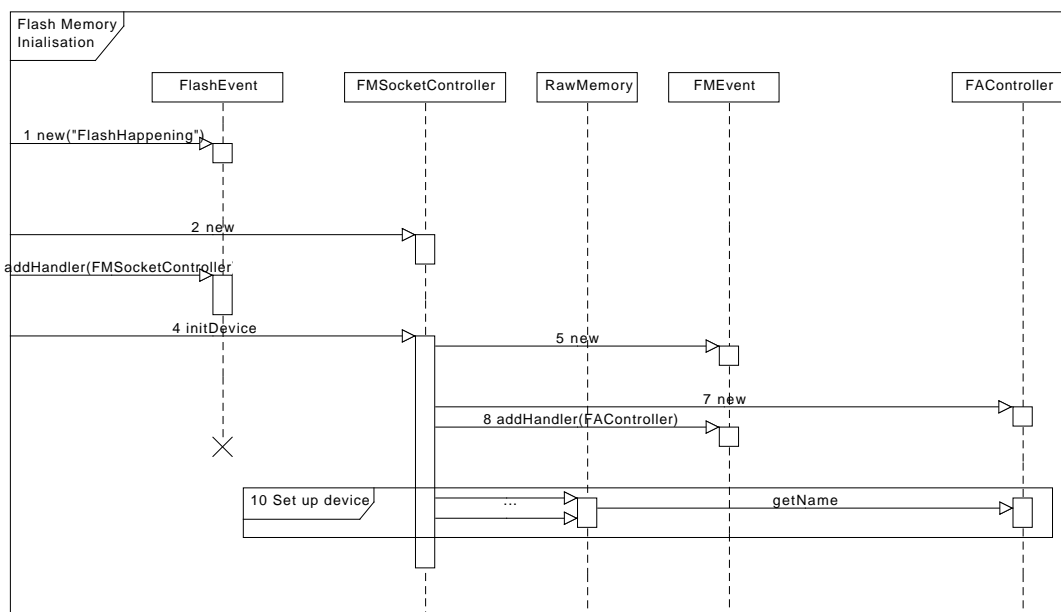 Flash Memory
Inialisation
FlashEvent
FMSocketController
RawMemory
FMEvent
FAController
1 new("FlashHappening")
2 new
addHandler(FMSocketController
4 initDevice
5 new
7 new
8 addHandler(FAController)
10 Set up device
...
getName